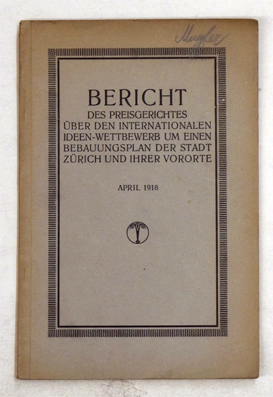 BERICHT
DES PREISGERICHTES
ÜBER DEN INTERNATIONALEN
IDEEN-WETTBEWERB UM EINEN
BEBAUUNGSPLAN DER STADT
ZÜRICH UND IHRER VORORTE
APRIL 1918